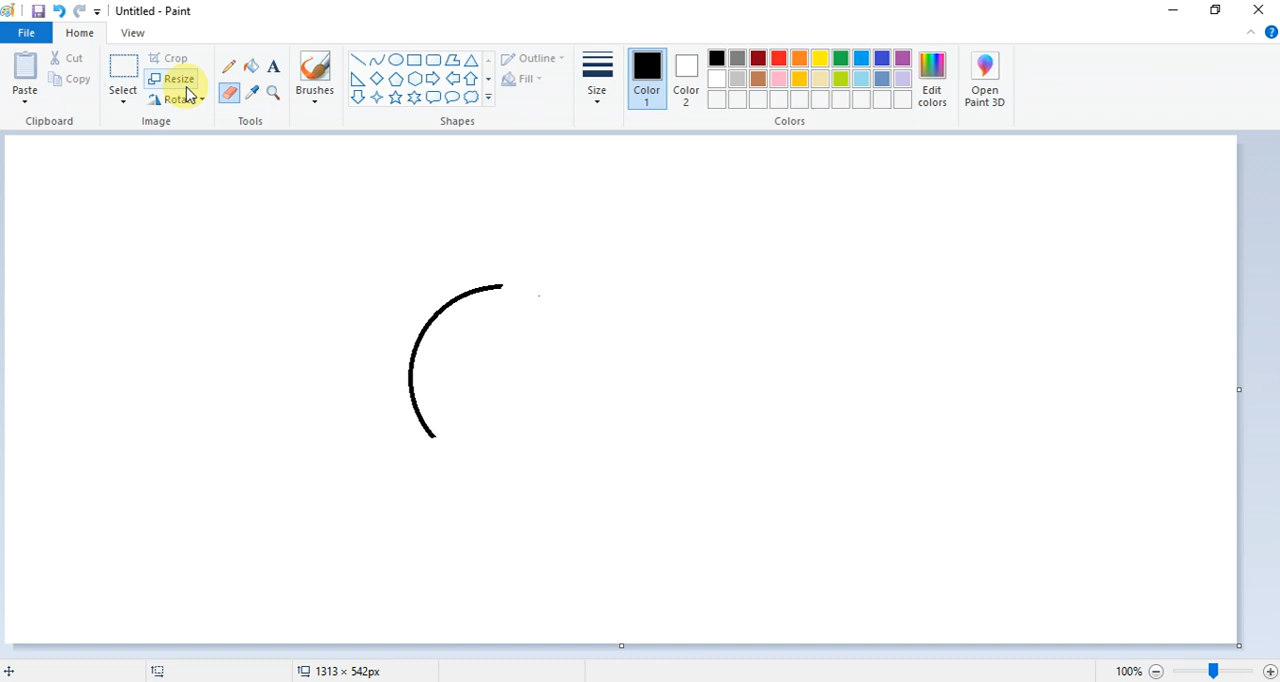 Untitled - Paint
File Home View
Paste Cut Copy Clipboard
Select Crop Resize Rotate Image
Tools
Brushes
Outline Fill Shapes
Size
Color 1 Color 2 Edit colors Colors
Open Paint 3D
1313 × 542px 100%